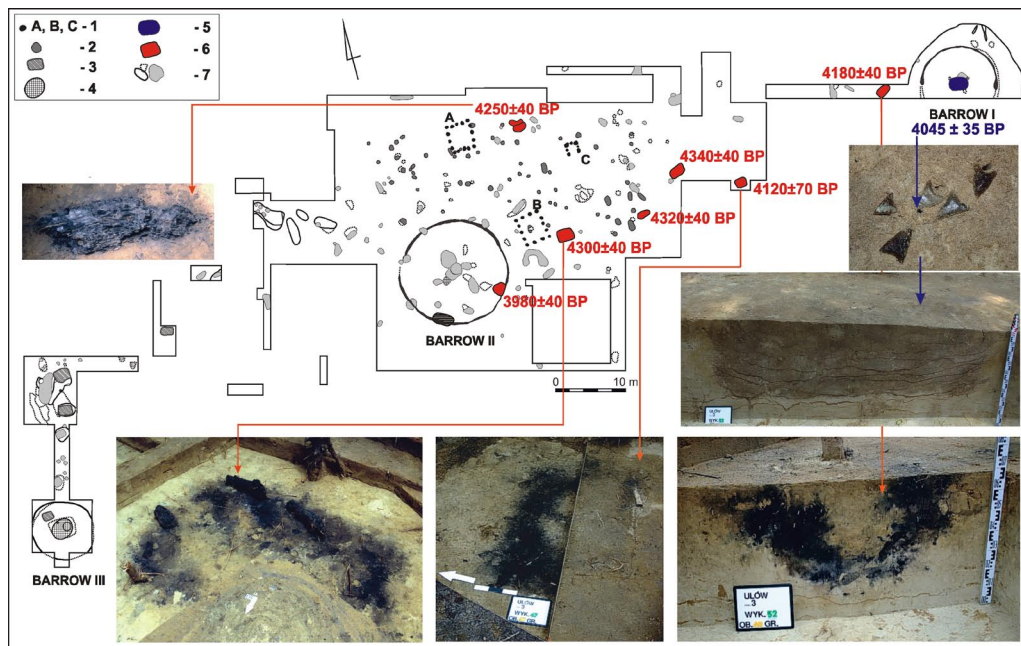 A, B, C - 1
- 2
- 3
- 4
- 5
- 6
- 7
4180±40 BP
BARROW I
4045 ± 35 BP
4250±40 BP
A
C
4340±40 BP
4120±70 BP
B
4320±40 BP
4300±40 BP
3980±40 BP
BARROW II
0 10 m
BARROW III
ULÓW
3
WYK.
ULÓW
3
WYK. 52
OB. GR.